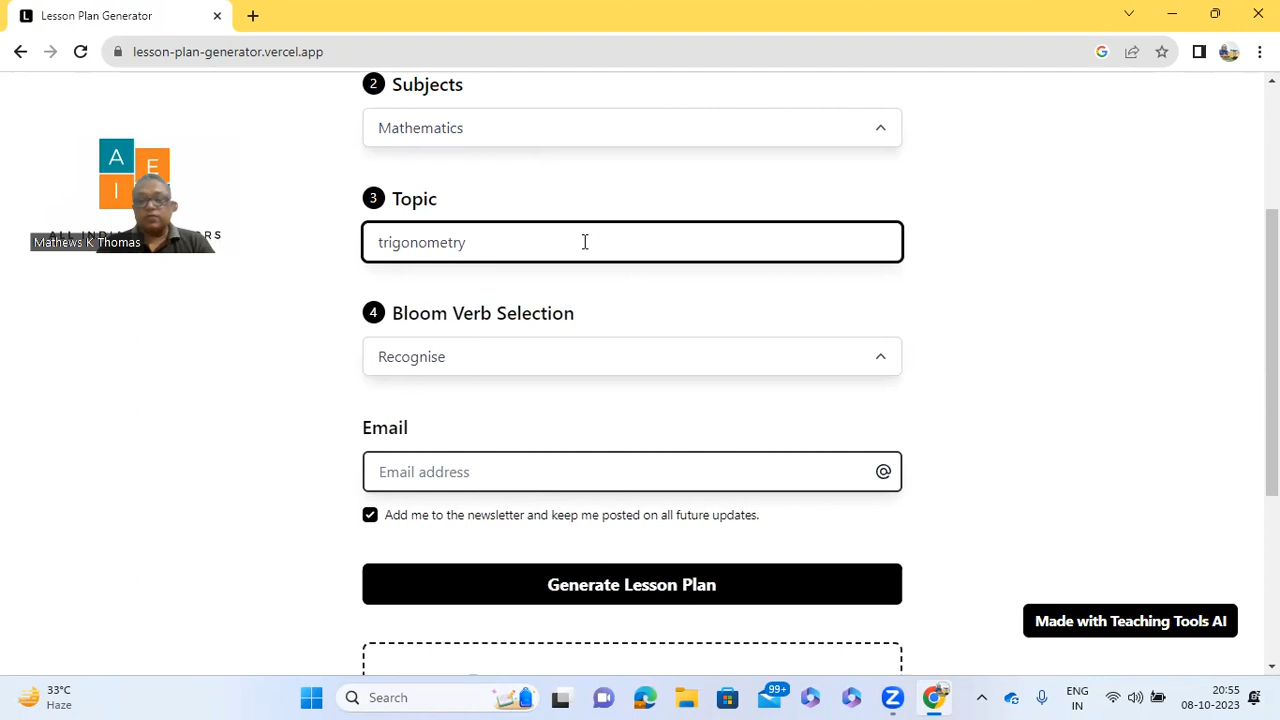 Lesson Plan Generator
lesson-plan-generator.vercel.app
2 Subjects
Mathematics
A
E
I
Mathews K Thomas
3 Topic
trigonometry
4 Bloom Verb Selection
Recognise
Email
Email address
Add me to the newsletter and keep me posted on all future updates.
Generate Lesson Plan
Made with Teaching Tools AI
33°C
Haze
Search
99+
ENG
IN
20:55
08-10-2023